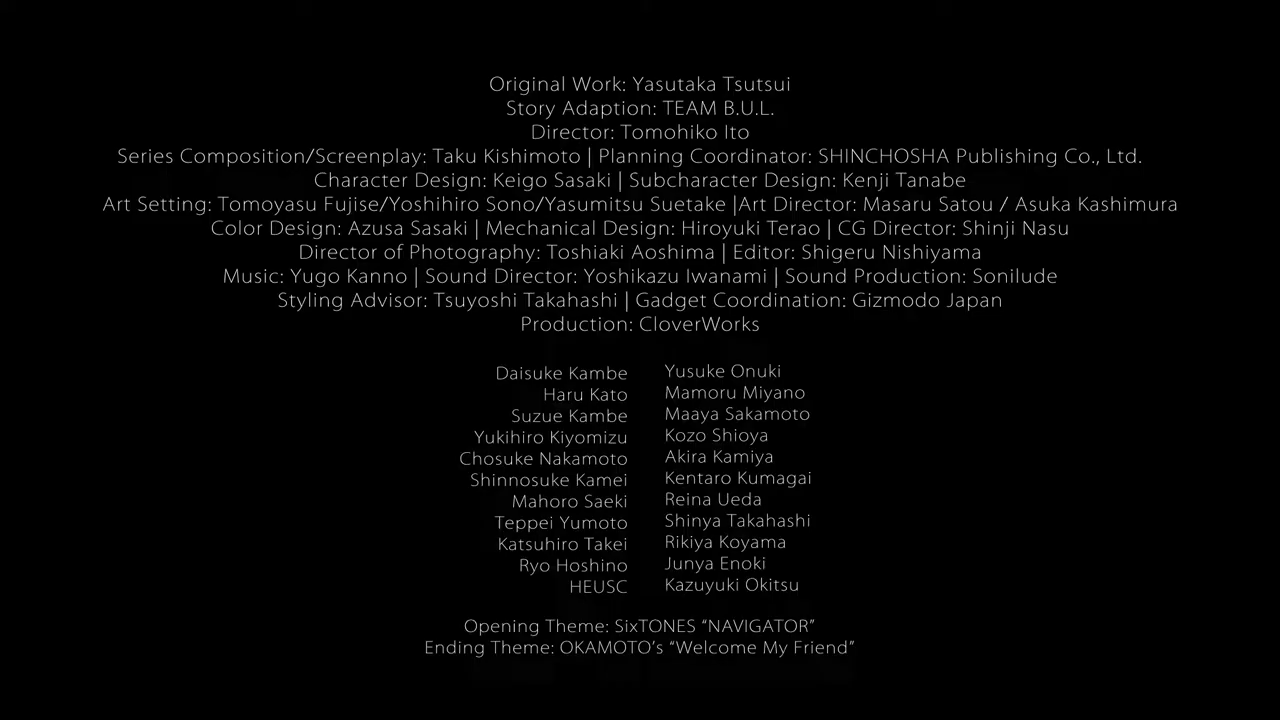 Original Work: Yasutaka Tsutsui
Story Adaption: TEAM B.U.L.
Director: Tomohiko Ito
Series Composition/Screenplay: Taku Kishimoto | Planning Coordinator: SHINCHOSHA Publishing Co., Ltd.
Character Design: Keigo Sasaki | Subcharacter Design: Kenji Tanabe
Art Setting: Tomoyasu Fujise/Yoshihiro Sono/Yasumitsu Suetake |Art Director: Masaru Satou / Asuka Kashimura
Color Design: Azusa Sasaki | Mechanical Design: Hiroyuki Terao | CG Director: Shinji Nasu
Director of Photography: Toshiaki Aoshima | Editor: Shigeru Nishiyama
Music: Yugo Kanno | Sound Director: Yoshikazu Iwanami | Sound Production: Sonilude
Styling Advisor: Tsuyoshi Takahashi | Gadget Coordination: Gizmodo Japan
Production: CloverWorks
Daisuke Kambe Yusuke Onuki
Haru Kato Mamoru Miyano
Suzue Kambe Maaya Sakamoto
Yukihiro Kiyomizu Kozo Shioya
Chosuke Nakamoto Akira Kamiya
Shinnosuke Kamei Kentaro Kumagai
Mahoro Saeki Reina Ueda
Teppei Yumoto Shinya Takahashi
Katsuhiro Takei Rikiya Koyama
Ryo Hoshino Junya Enoki
HEUSC Kazuyuki Okitsu
Opening Theme: SixTONES “NAVIGATOR”
Ending Theme: OKAMOTO’s “Welcome My Friend”